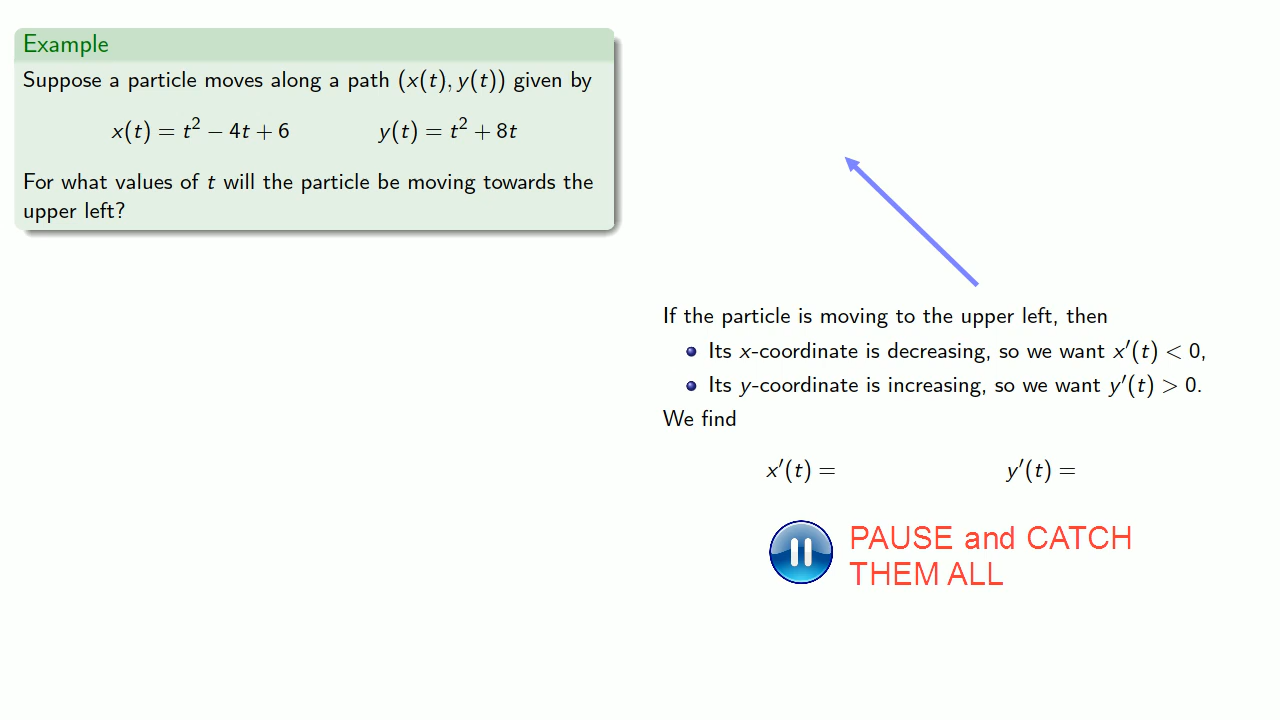 Example
Suppose a particle moves along a path (x(t), y(t)) given by
x(t) = t² − 4t + 6 y(t) = t² + 8t
For what values of t will the particle be moving towards the
upper left?
If the particle is moving to the upper left, then
Its x-coordinate is decreasing, so we want x′(t) < 0,
Its y-coordinate is increasing, so we want y′(t) > 0.
We find
x′(t) = y′(t) =
PAUSE and CATCH
THEM ALL